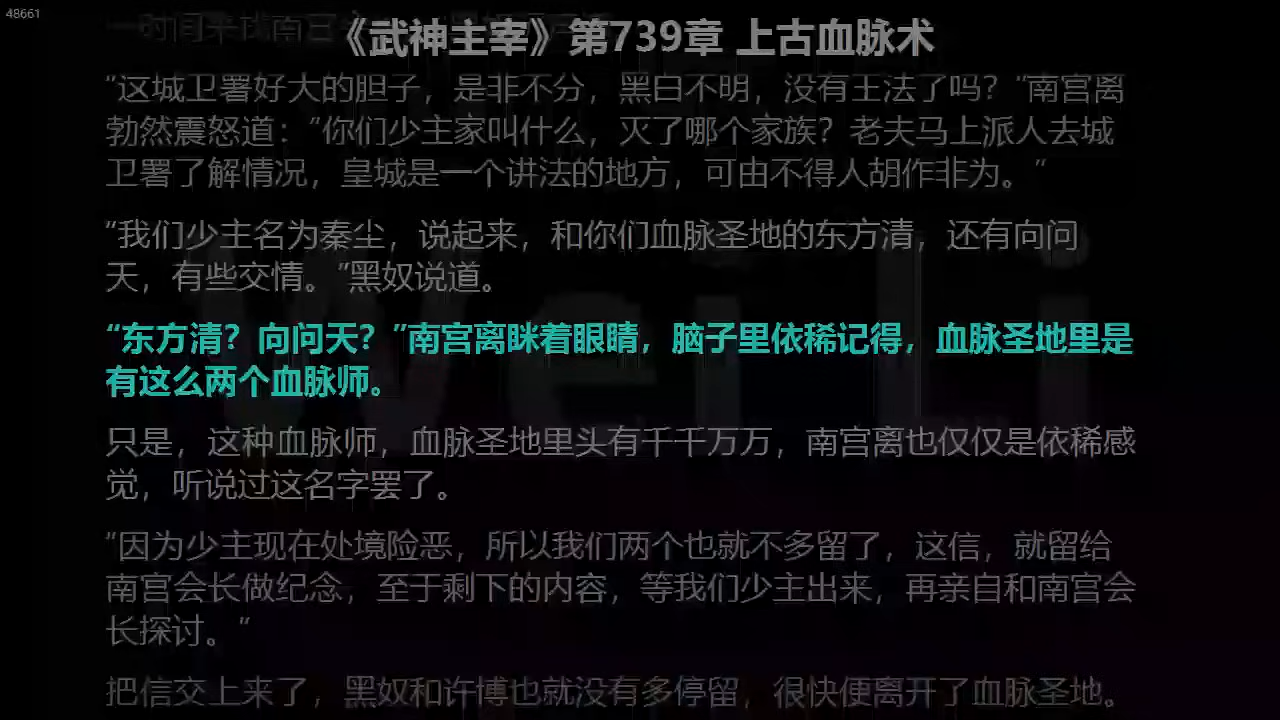 48661
《武神主宰》第739章 上古血脉术
“这城卫署好大的胆子，是非不分，黑白不明，没有王法了吗？“南宫离
勃然震怒道：“你们少主家叫什么，灭了哪个家族？老夫马上派人去城
卫署了解情况，皇城是一个讲法的地方，可由不得人胡作非为。”
“我们少主名为秦尘，说起来，和你们血脉圣地的东方清，还有向问
天，有些交情。”黑奴说道。
“东方清？向问天？”南宫离眯着眼睛，脑子里依稀记得，血脉圣地里是
有这么两个血脉师。
只是，这种血脉师，血脉圣地里头有千千万万，南宫离也仅仅是依稀感
觉，听说过这名字罢了。
“因为少主现在处境险恶，所以我们两个也就不多留了，这信，就留给
南宫会长做纪念，至于剩下的内容，等我们少主出来，再亲自和南宫会
长探讨。”
把信交上来了，黑奴和许博也就没有多停留，很快便离开了血脉圣地。
Wei Li